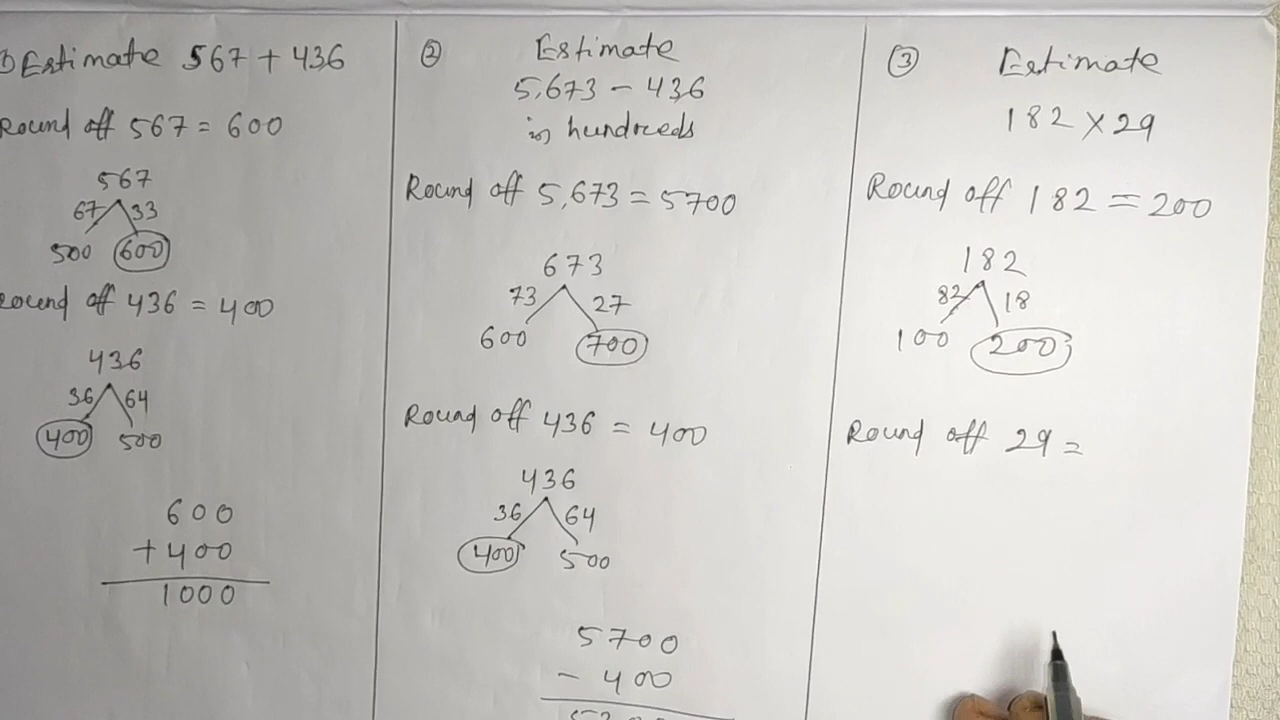 1) Estimate 567 + 436
Round off 567 = 600
567
67 33
500 600
Round off 436 = 400
436
36 64
400 500
600
+ 400
1000
② Estimate
5,673 - 436
in hundreds
Round off 5,673 = 5700
673
73 27
600 700
Round off 436 = 400
436
36 64
400 500
5700
- 400
③ Estimate
182 × 29
Round off 182 = 200
182
82 18
100 200
Round off 29 =